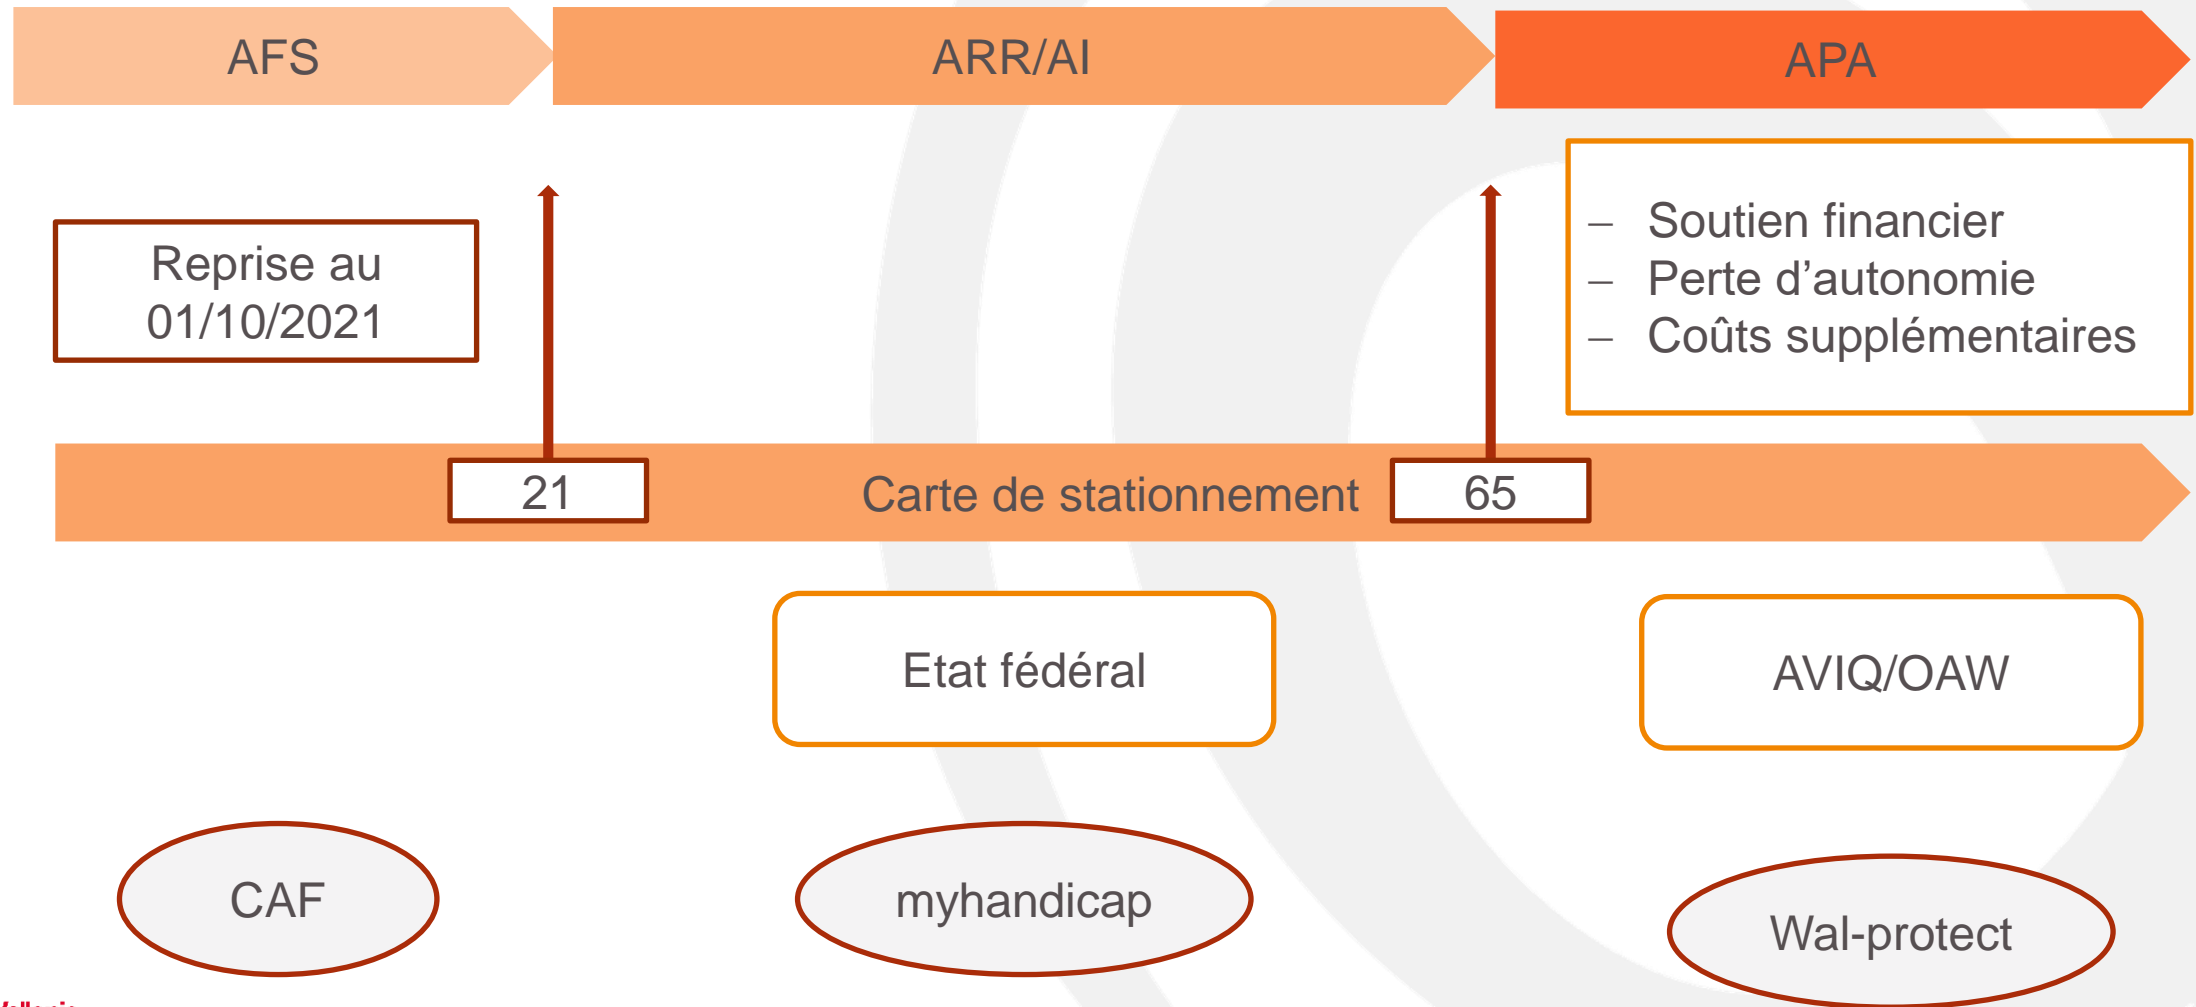 AFS
ARR/AI
APA
Reprise au
01/10/2021
– Soutien financier
– Perte d’autonomie
– Coûts supplémentaires
21
Carte de stationnement
65
Etat fédéral
AVIQ/OAW
CAF
myhandicap
Wal-protect